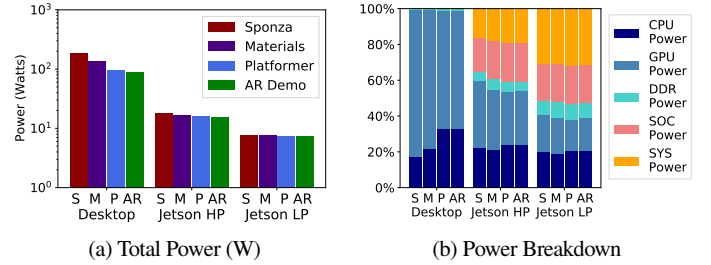 10³
10²
10¹
10⁰
Power (Watts)
Sponza
Materials
Platformer
AR Demo
S M P AR S M P AR S M P AR
Desktop Jetson HP Jetson LP
(a) Total Power (W)
100%
80%
60%
40%
20%
0%
S M P AR S M P AR S M P AR
Desktop Jetson HP Jetson LP
CPU
Power
GPU
Power
DDR
Power
SOC
Power
SYS
Power
(b) Power Breakdown